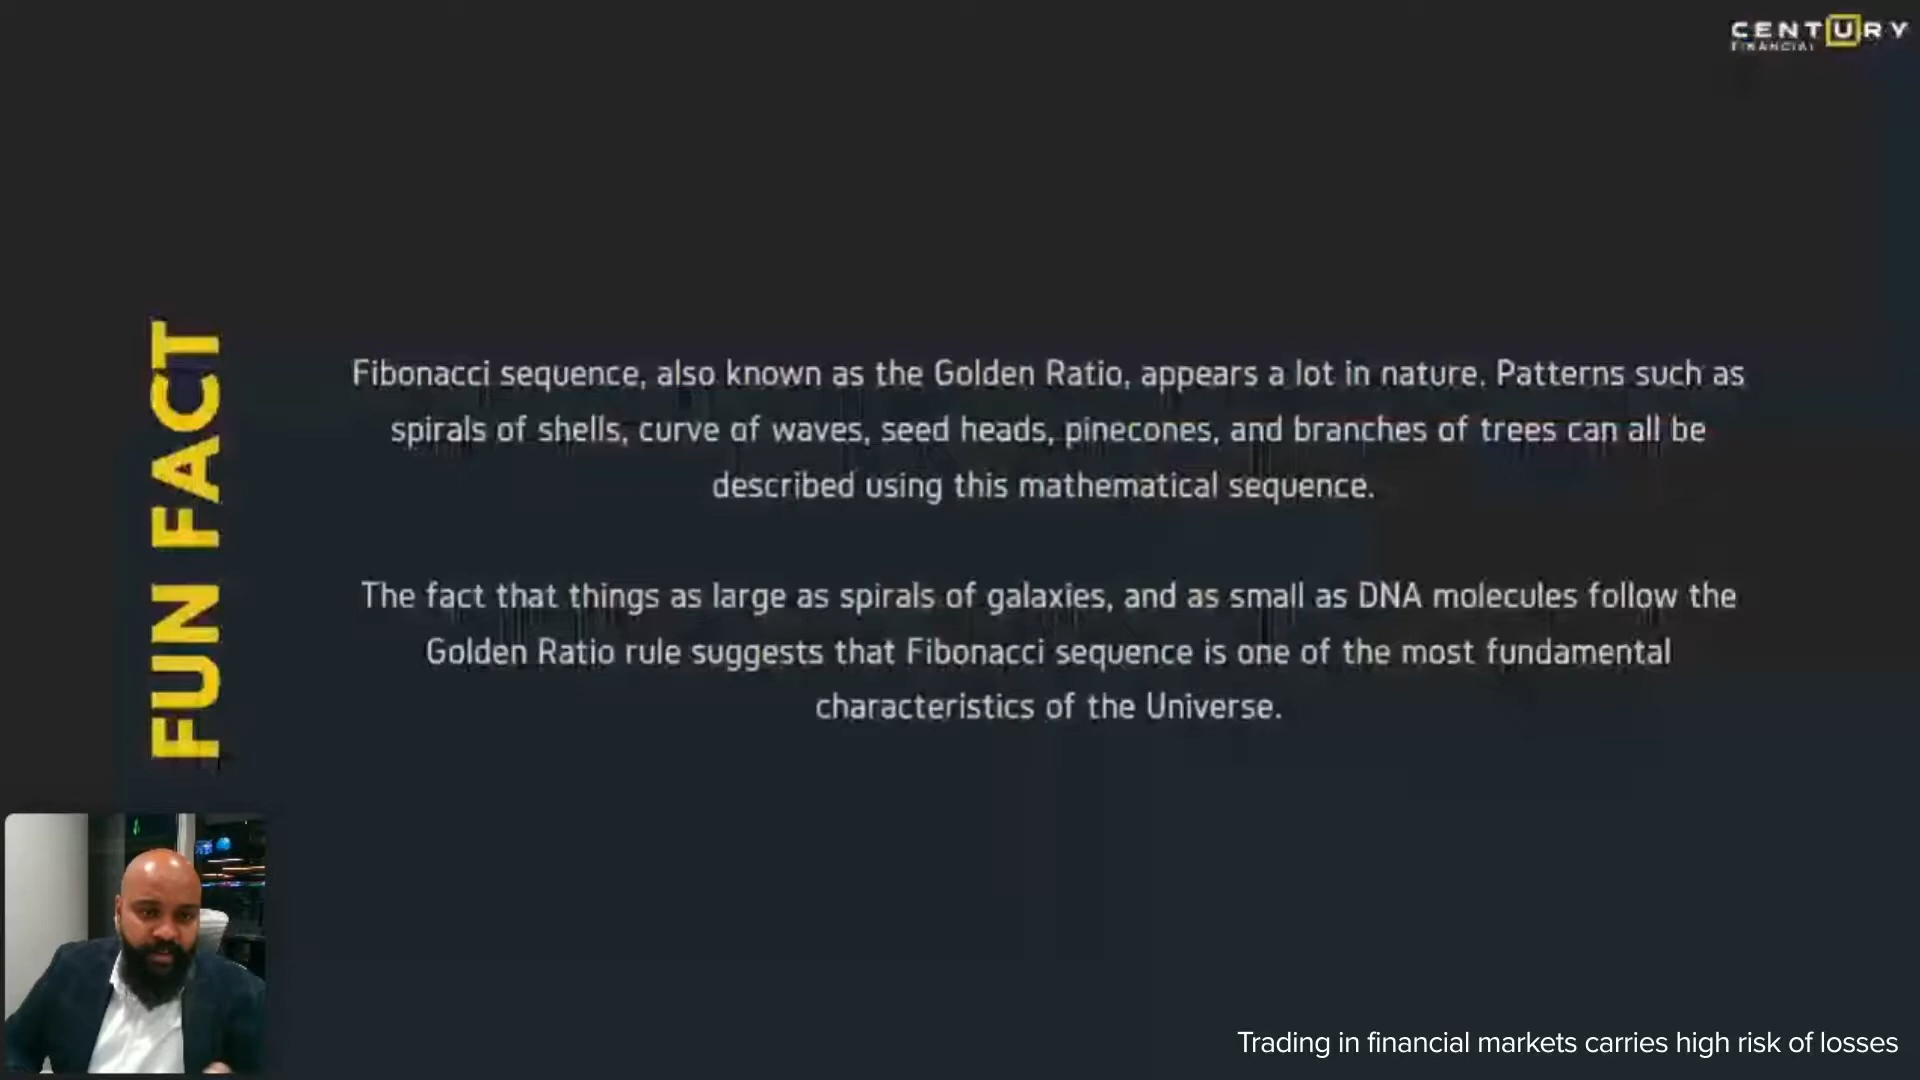 CENTURY
FINANCIAL
FUN FACT
Fibonacci sequence, also known as the Golden Ratio, appears a lot in nature. Patterns such as
spirals of shells, curve of waves, seed heads, pinecones, and branches of trees can all be
described using this mathematical sequence.
The fact that things as large as spirals of galaxies, and as small as DNA molecules follow the
Golden Ratio rule suggests that Fibonacci sequence is one of the most fundamental
characteristics of the Universe.
Trading in financial markets carries high risk of losses